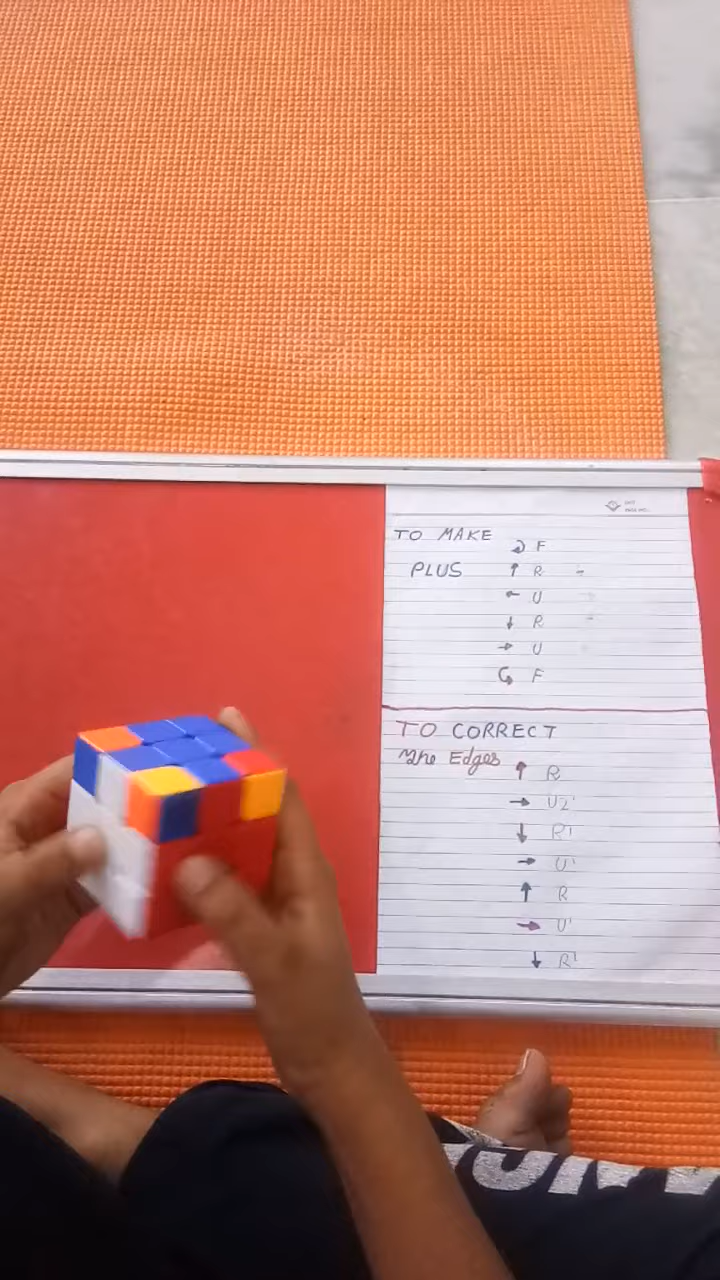 TO MAKE
PLUS
F
↑ R
← U
↓ R
→ U
F
TO CORRECT
The Edges
↑ R
→ U2'
↓ R'
→ U'
↑ R
→ U'
↓ R'